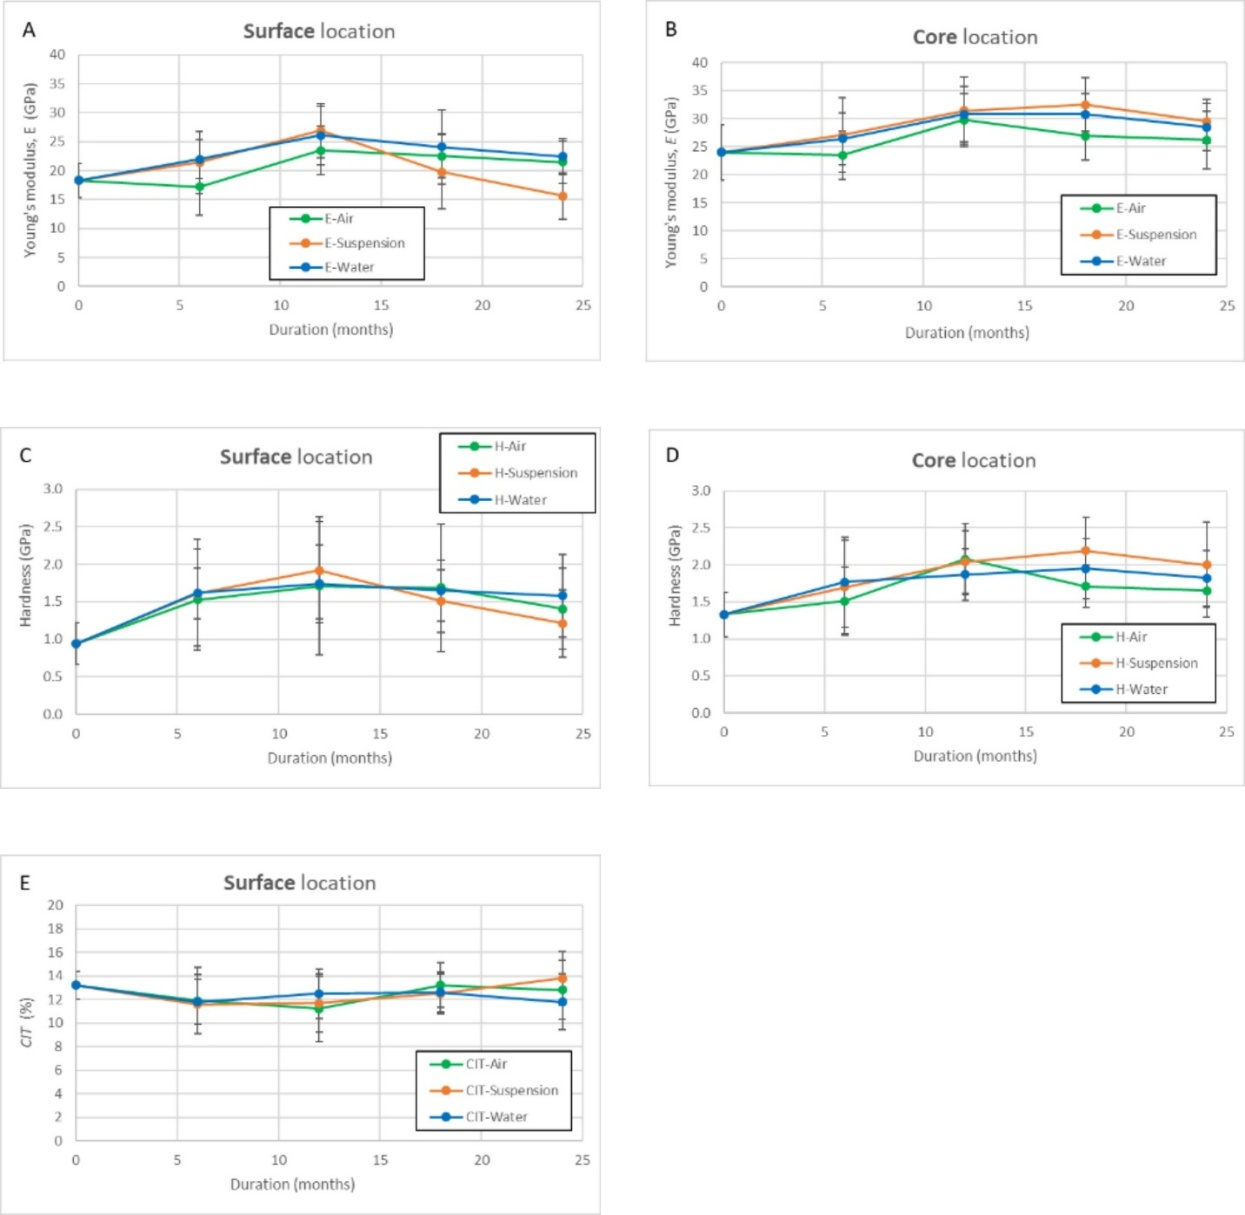 A
Surface location
Young's modulus, E (GPa)
40
35
30
25
20
15
10
5
0
E-Air
E-Suspension
E-Water
0 5 10 15 20 25
Duration (months)
B
Core location
Young's modulus, E (GPa)
40
35
30
25
20
15
10
5
0
E-Air
E-Suspension
E-Water
0 5 10 15 20 25
Duration (months)
C
Surface location
H-Air
H-Suspension
H-Water
Hardness (GPa)
3.0
2.5
2.0
1.5
1.0
0.5
0.0
0 5 10 15 20 25
Duration (months)
D
Core location
Hardness (GPa)
3.0
2.5
2.0
1.5
1.0
0.5
0.0
H-Air
H-Suspension
H-Water
0 5 10 15 20 25
Duration (months)
E
Surface location
CIT (%)
20
18
16
14
12
10
8
6
4
2
0
CIT-Air
CIT-Suspension
CIT-Water
0 5 10 15 20 25
Duration (months)